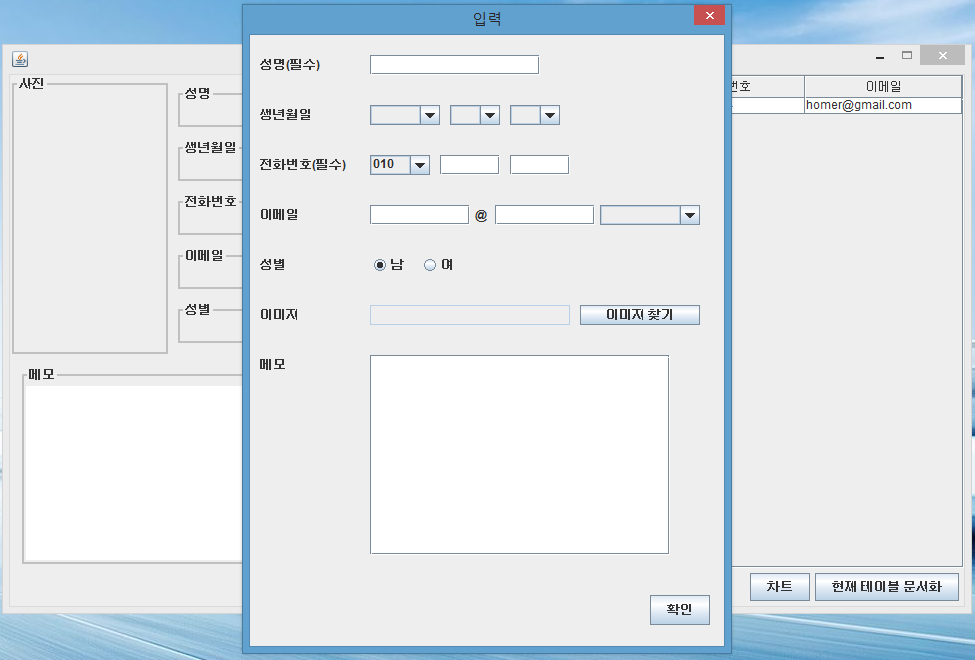 입력
성명(필수)
생년월일
전화번호(필수) 010
이메일 @
성별 남 여
이미지 이미지 찾기
메모
확인
사진
성명
생년월일
전화번호
이메일
성별
메모
번호 이메일
homer@gmail.com
차트 현재 테이블 문서화